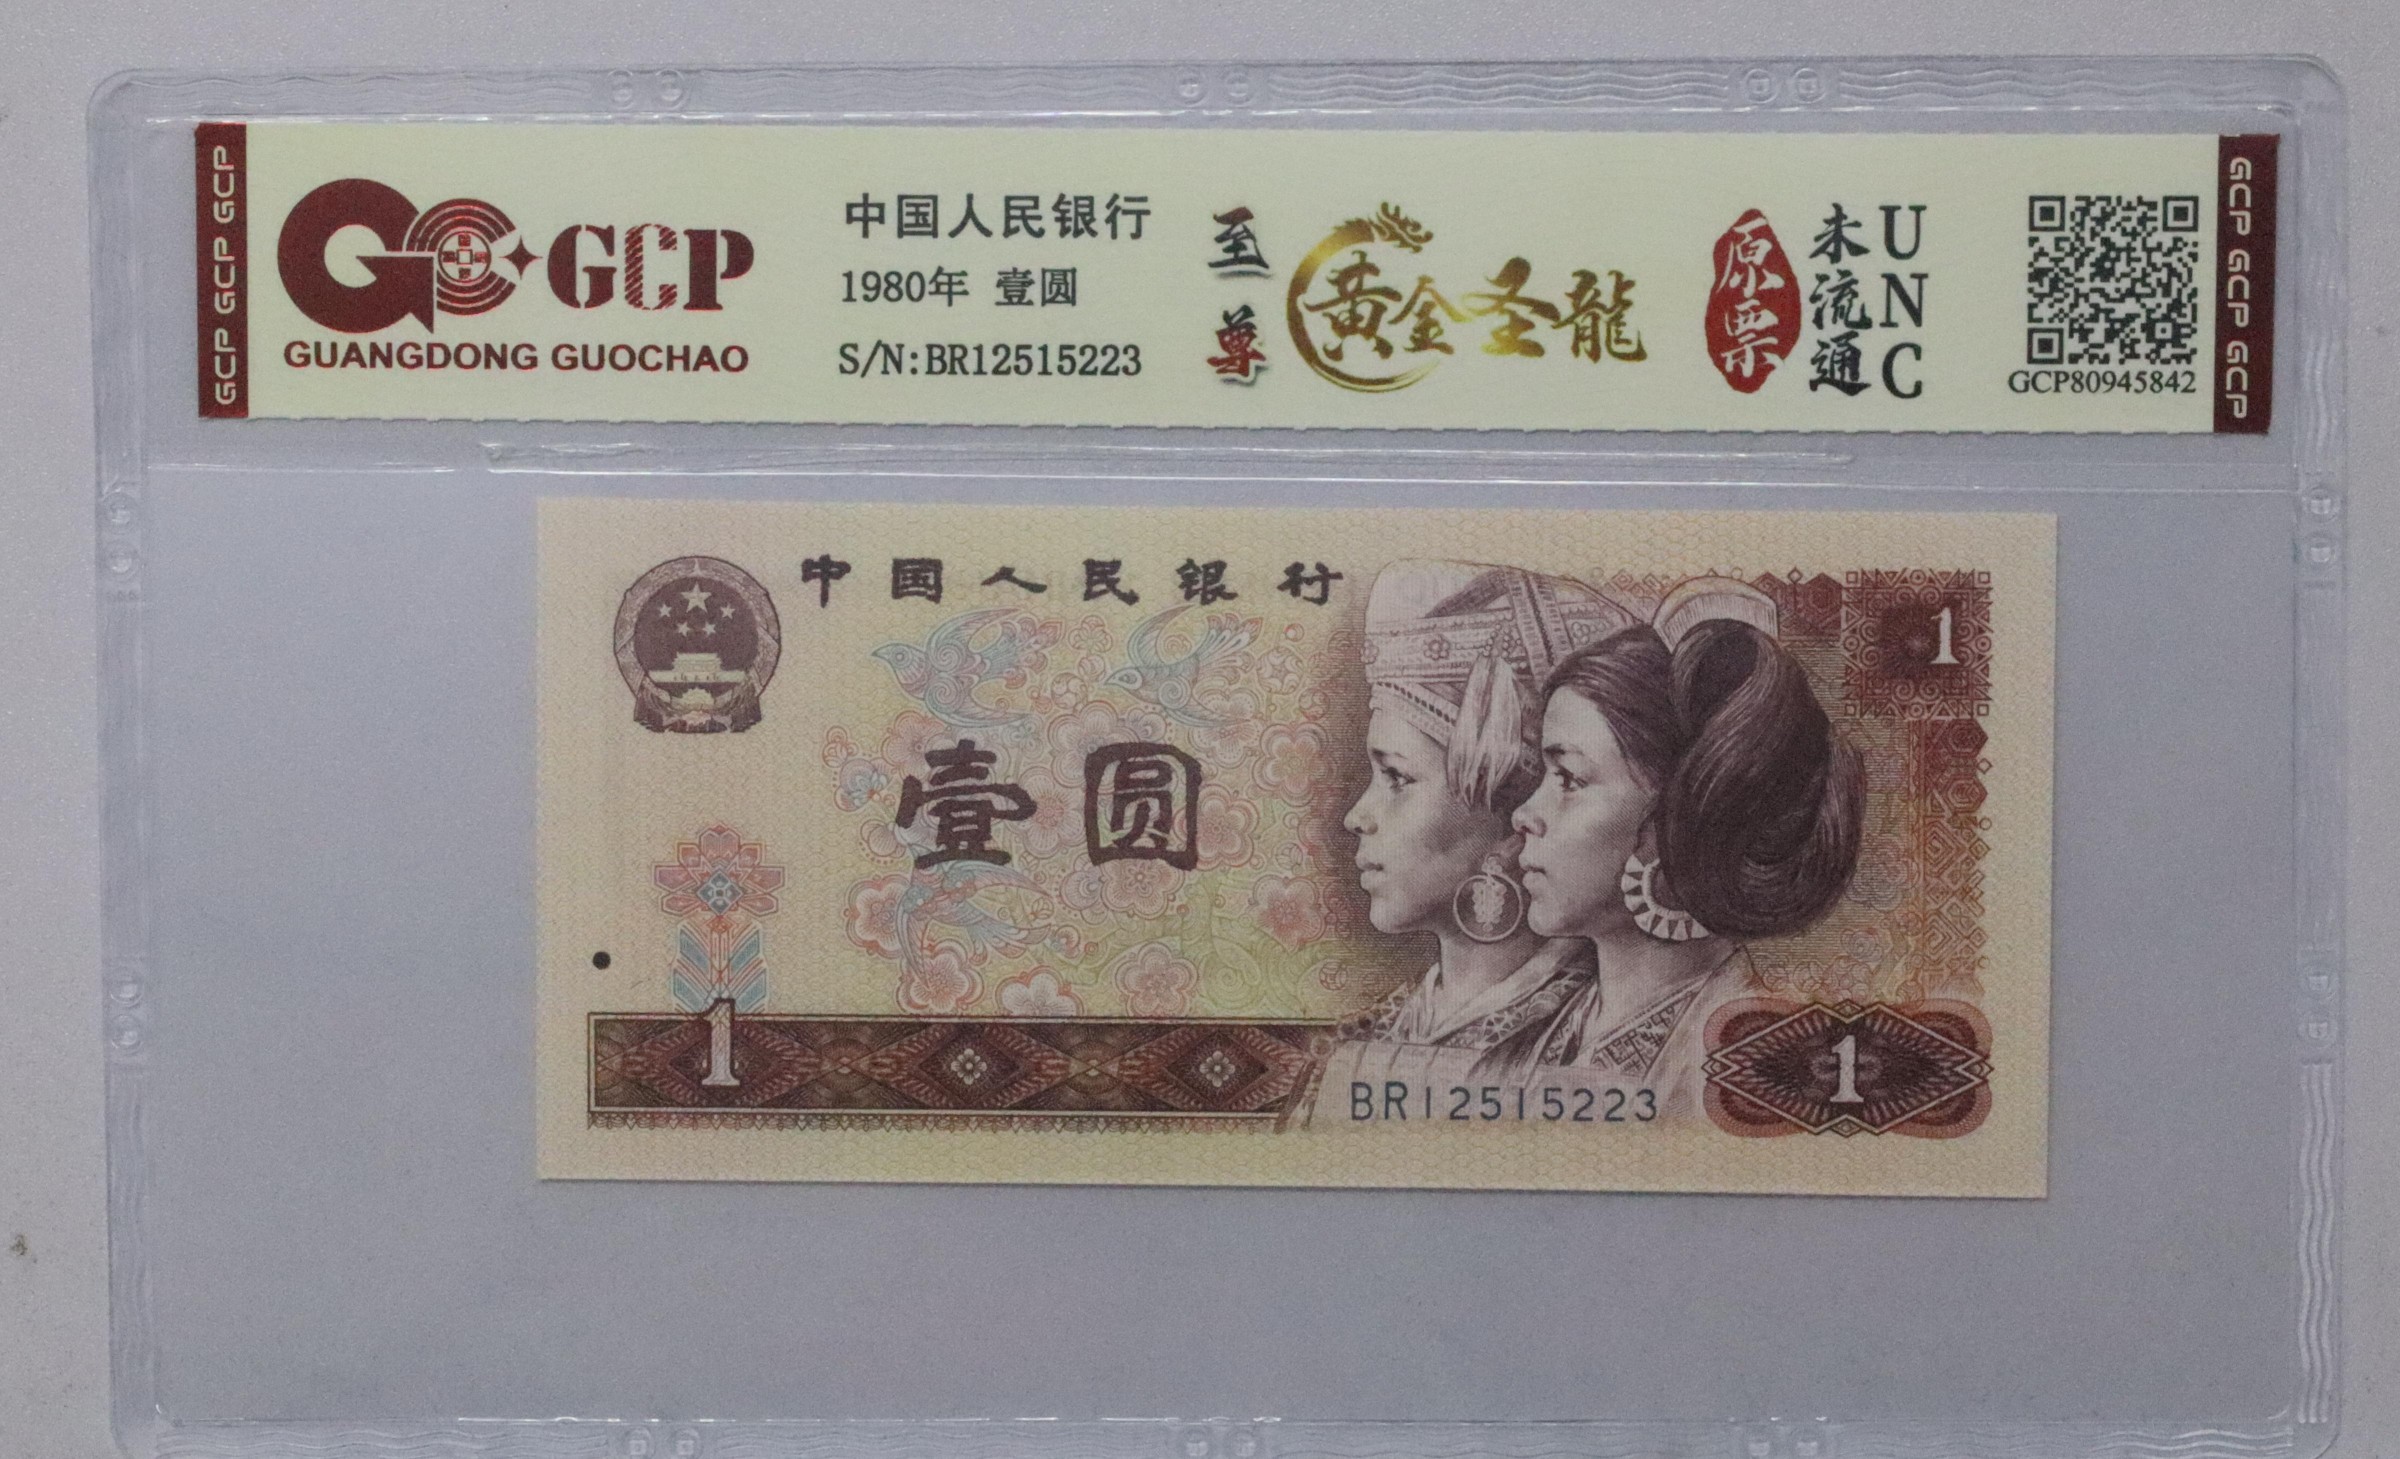 GCP GCP GCP
GCP
GUANGDONG GUOCHAO
中国人民银行
1980年 壹圆
S/N:BR12515223
至尊
黄金圣龍
原票
未流通
UNC
GCP80945842
GCP GCP GCP
中国人民银行
1
壹圆
1
BR12515223
1